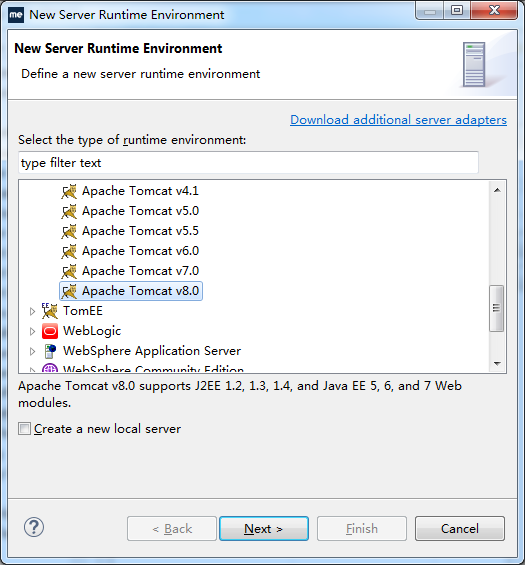 me New Server Runtime Environment
New Server Runtime Environment
Define a new server runtime environment
Download additional server adapters
Select the type of runtime environment:
type filter text
Apache Tomcat v4.1
Apache Tomcat v5.0
Apache Tomcat v5.5
Apache Tomcat v6.0
Apache Tomcat v7.0
Apache Tomcat v8.0
EE TomEE
WebLogic
WebSphere Application Server
WebSphere Community Edition
Apache Tomcat v8.0 supports J2EE 1.2, 1.3, 1.4, and Java EE 5, 6, and 7 Web
modules.
Create a new local server
? < Back Next > Finish Cancel